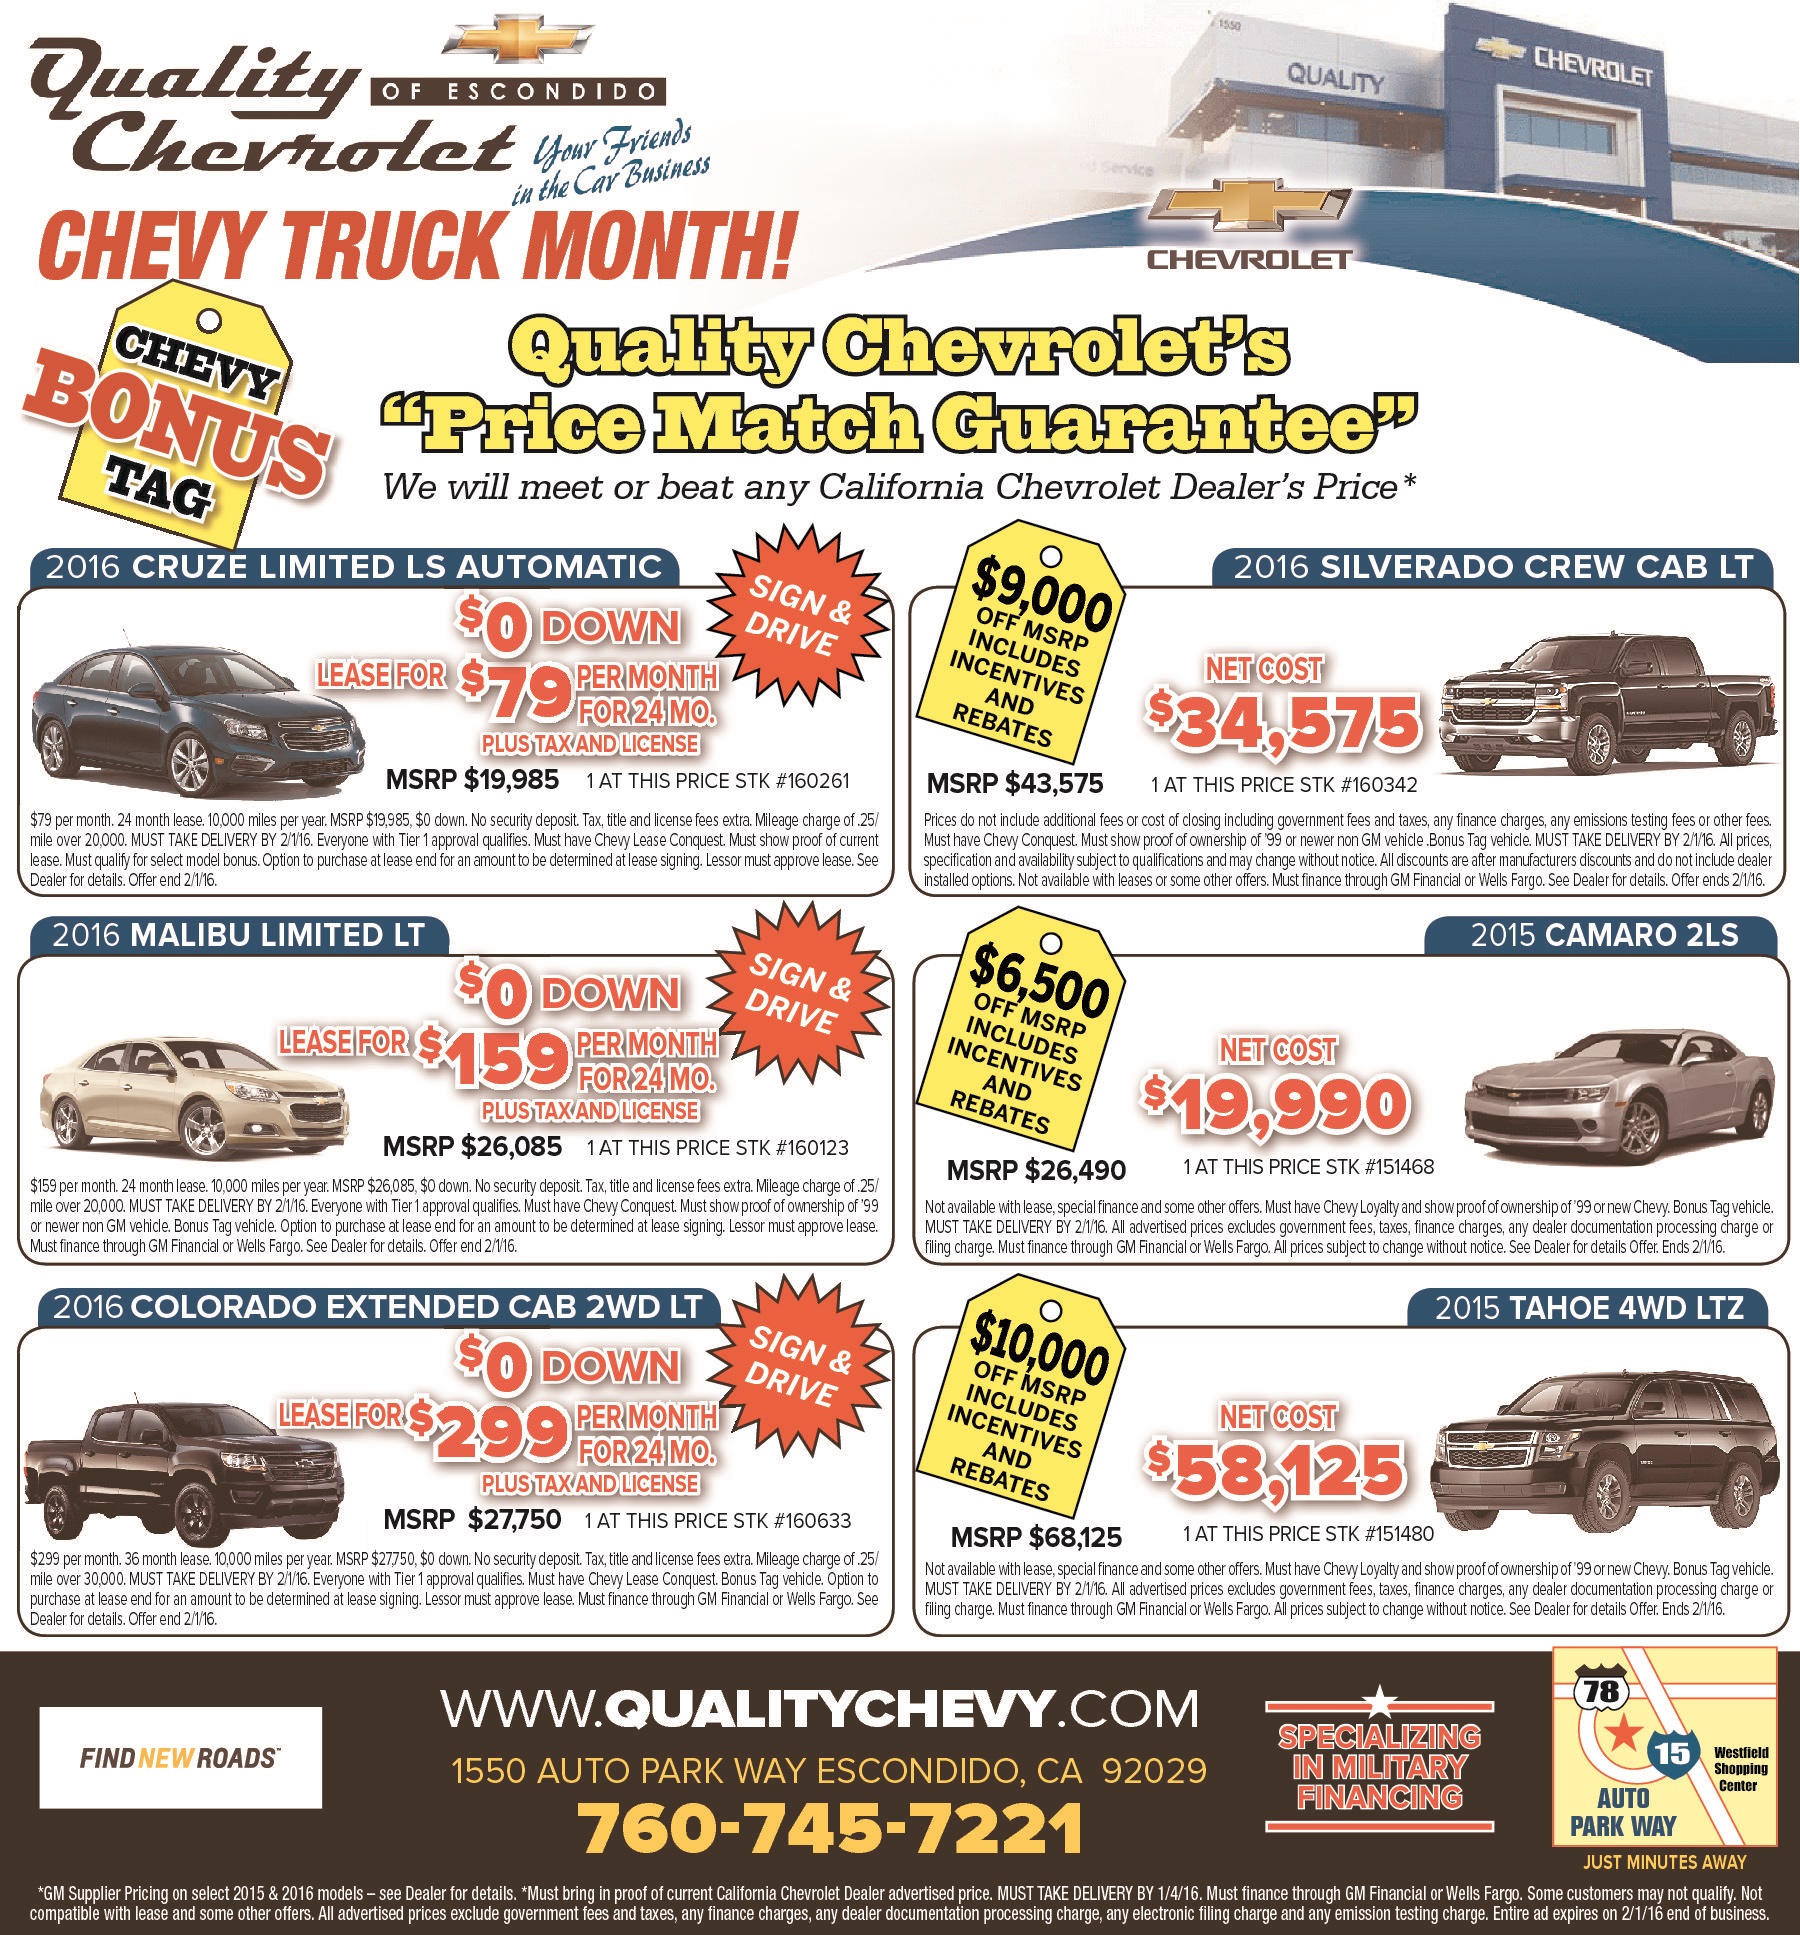 Quality
OF ESCONDIDO
Chevrolet
Your Friends
in the Car Business
1550
QUALITY
CHEVROLET
Service
CHEVROLET
CHEVY TRUCK MONTH!
CHEVY
BONUS
TAG
Quality Chevrolet's
“Price Match Guarantee”
We will meet or beat any California Chevrolet Dealer's Price*
2016 CRUZE LIMITED LS AUTOMATIC
$0 DOWN
SIGN &
DRIVE
LEASE FOR $79 PER MONTH
FOR 24 MO.
PLUS TAX AND LICENSE
MSRP $19,985 1 AT THIS PRICE STK #160261
$79 per month. 24 month lease. 10,000 miles per year. MSRP $19,985, $0 down. No security deposit. Tax, title and license fees extra. Mileage charge of .25/
mile over 20,000. MUST TAKE DELIVERY BY 2/1/16. Everyone with Tier 1 approval qualifies. Must have Chevy Lease Conquest. Must show proof of current
lease. Must qualify for select model bonus. Option to purchase at lease end for an amount to be determined at lease signing. Lessor must approve lease. See
Dealer for details. Offer end 2/1/16.
2016 SILVERADO CREW CAB LT
$9,000
OFF MSRP
INCLUDES
INCENTIVES
AND
REBATES
NET COST
$34,575
MSRP $43,575 1 AT THIS PRICE STK #160342
Prices do not include additional fees or cost of closing including government fees and taxes, any finance charges, any emissions testing fees or other fees.
Must have Chevy Conquest. Must show proof of ownership of '99 or newer non GM vehicle .Bonus Tag vehicle. MUST TAKE DELIVERY BY 2/1/16. All prices,
specification and availability subject to qualifications and may change without notice. All discounts are after manufacturers discounts and do not include dealer
installed options. Not available with leases or some other offers. Must finance through GM Financial or Wells Fargo. See Dealer for details. Offer ends 2/1/16.
2016 MALIBU LIMITED LT
$0 DOWN
SIGN &
DRIVE
LEASE FOR $159 PER MONTH
FOR 24 MO.
PLUS TAX AND LICENSE
MSRP $26,085 1 AT THIS PRICE STK #160123
$159 per month. 24 month lease. 10,000 miles per year. MSRP $26,085, $0 down. No security deposit. Tax, title and license fees extra. Mileage charge of .25/
mile over 20,000. MUST TAKE DELIVERY BY 2/1/16. Everyone with Tier 1 approval qualifies. Must have Chevy Conquest. Must show proof of ownership of '99
or newer non GM vehicle. Bonus Tag vehicle. Option to purchase at lease end for an amount to be determined at lease signing. Lessor must approve lease.
Must finance through GM Financial or Wells Fargo. See Dealer for details. Offer end 2/1/16.
2015 CAMARO 2LS
$6,500
OFF MSRP
INCLUDES
INCENTIVES
AND
REBATES
NET COST
$19,990
MSRP $26,490 1 AT THIS PRICE STK #151468
Not available with lease, special finance and some other offers. Must have Chevy Loyalty and show proof of ownership of '99 or new Chevy. Bonus Tag vehicle.
MUST TAKE DELIVERY BY 2/1/16. All advertised prices excludes government fees, taxes, finance charges, any dealer documentation processing charge or
filing charge. Must finance through GM Financial or Wells Fargo. All prices subject to change without notice. See Dealer for details Offer. Ends 2/1/16.
2016 COLORADO EXTENDED CAB 2WD LT
$0 DOWN
SIGN &
DRIVE
LEASE FOR $299 PER MONTH
FOR 24 MO.
PLUS TAX AND LICENSE
MSRP $27,750 1 AT THIS PRICE STK #160633
$299 per month. 36 month lease. 10,000 miles per year. MSRP $27,750, $0 down. No security deposit. Tax, title and license fees extra. Mileage charge of .25/
mile over 30,000. MUST TAKE DELIVERY BY 2/1/16. Everyone with Tier 1 approval qualifies. Must have Chevy Lease Conquest. Bonus Tag vehicle. Option to
purchase at lease end for an amount to be determined at lease signing. Lessor must approve lease. Must finance through GM Financial or Wells Fargo. See
Dealer for details. Offer end 2/1/16.
2015 TAHOE 4WD LTZ
$10,000
OFF MSRP
INCLUDES
INCENTIVES
AND
REBATES
NET COST
$58,125
MSRP $68,125 1 AT THIS PRICE STK #151480
Not available with lease, special finance and some other offers. Must have Chevy Loyalty and show proof of ownership of '99 or new Chevy. Bonus Tag vehicle.
MUST TAKE DELIVERY BY 2/1/16. All advertised prices excludes government fees, taxes, finance charges, any dealer documentation processing charge or
filing charge. Must finance through GM Financial or Wells Fargo. All prices subject to change without notice. See Dealer for details Offer. Ends 2/1/16.
FIND NEW ROADS™
WWW.QUALITYCHEVY.COM
1550 AUTO PARK WAY ESCONDIDO, CA 92029
760-745-7221
SPECIALIZING
IN MILITARY
FINANCING
78
15
Westfield
Shopping
Center
AUTO
PARK WAY
JUST MINUTES AWAY
*GM Supplier Pricing on select 2015 & 2016 models – see Dealer for details. *Must bring in proof of current California Chevrolet Dealer advertised price. MUST TAKE DELIVERY BY 1/4/16. Must finance through GM Financial or Wells Fargo. Some customers may not qualify. Not
compatible with lease and some other offers. All advertised prices exclude government fees and taxes, any finance charges, any dealer documentation processing charge, any electronic filing charge and any emission testing charge. Entire ad expires on 2/1/16 end of business.